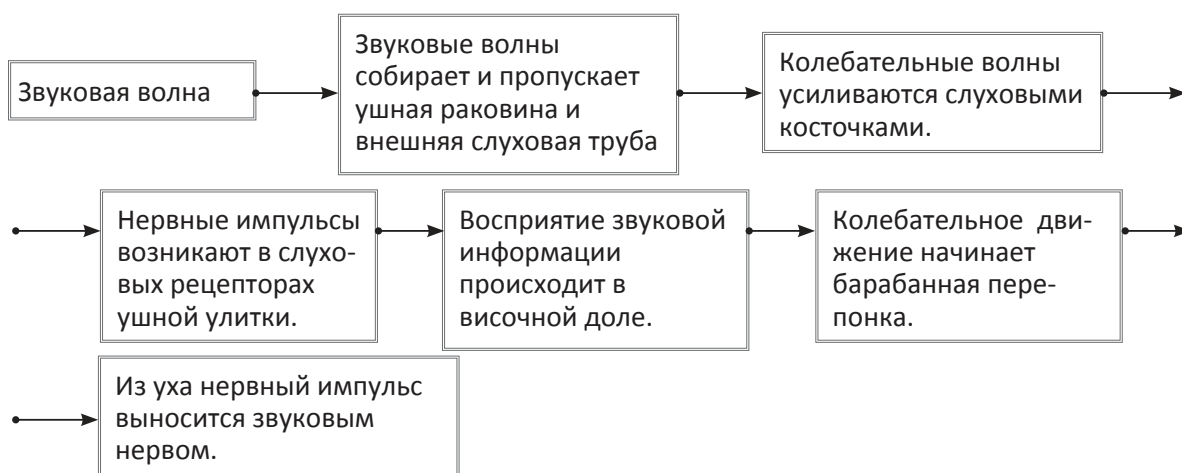 Звуковая волна
Звуковые волны
собирает и пропускает
ушная раковина и
внешняя слуховая труба
Колебательные волны
усиливаются слуховыми
косточками.
Нервные импульсы
возникают в слухо-
вых рецепторах
ушной улитки.
Восприятие звуковой
информации
происходит в
височной доле.
Колебательное дви-
жение начинает
барабанная пере-
понка.
Из уха нервный импульс
выносится звуковым
нервом.